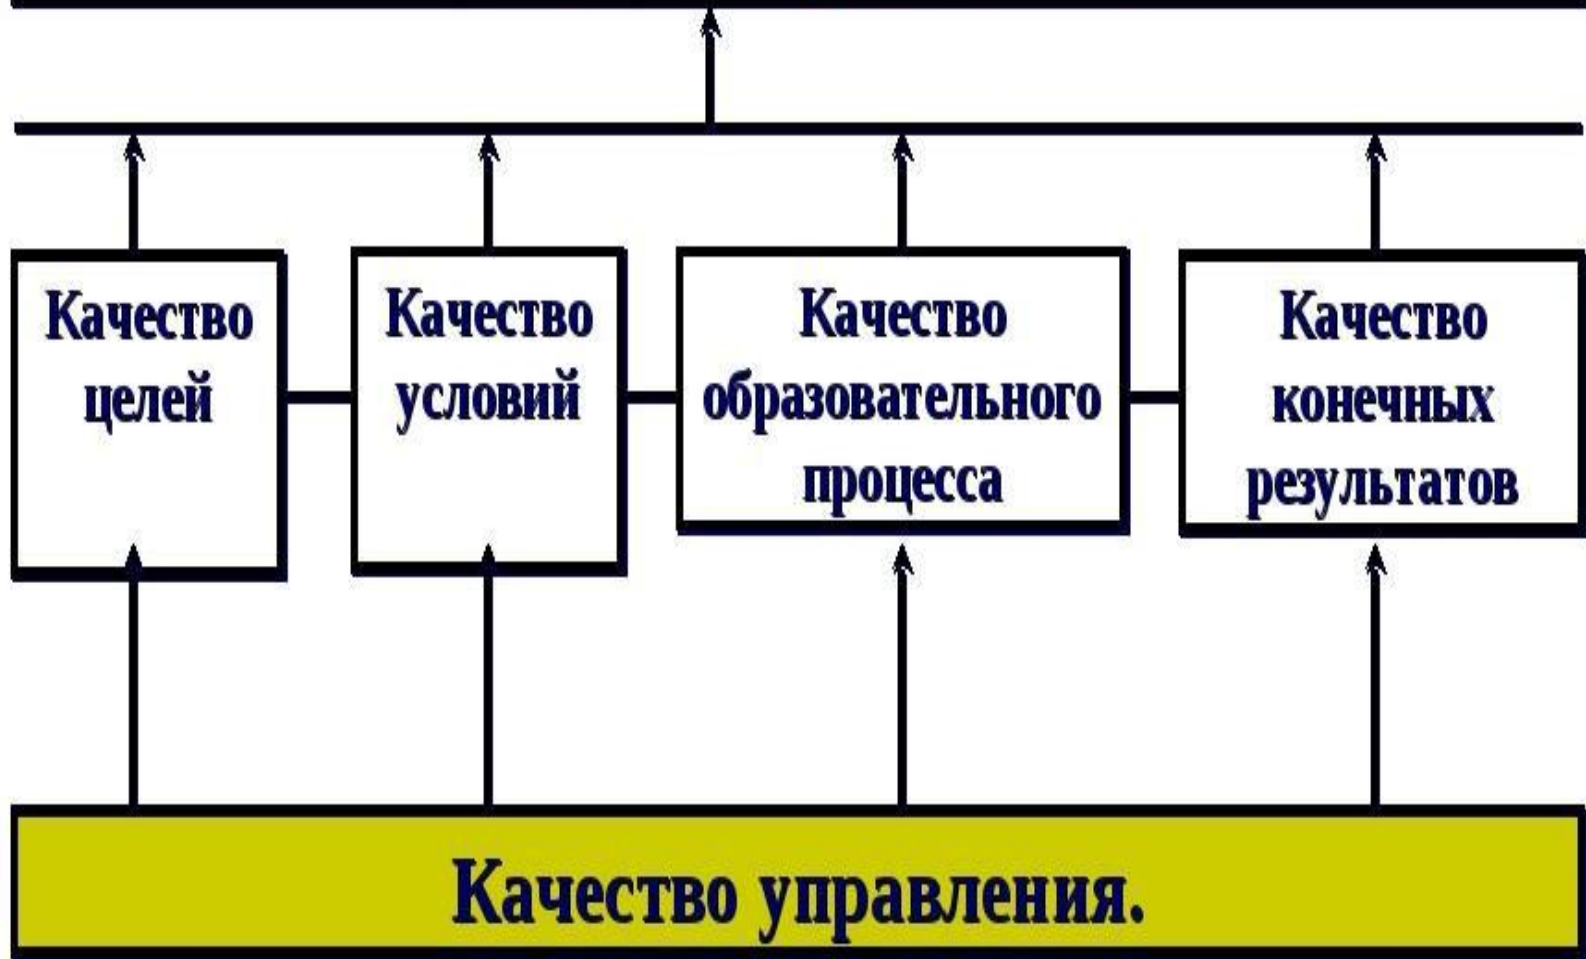 Качество
целей
Качество
условий
Качество
образовательного
процесса
Качество
конечных
результатов
Качество управления.